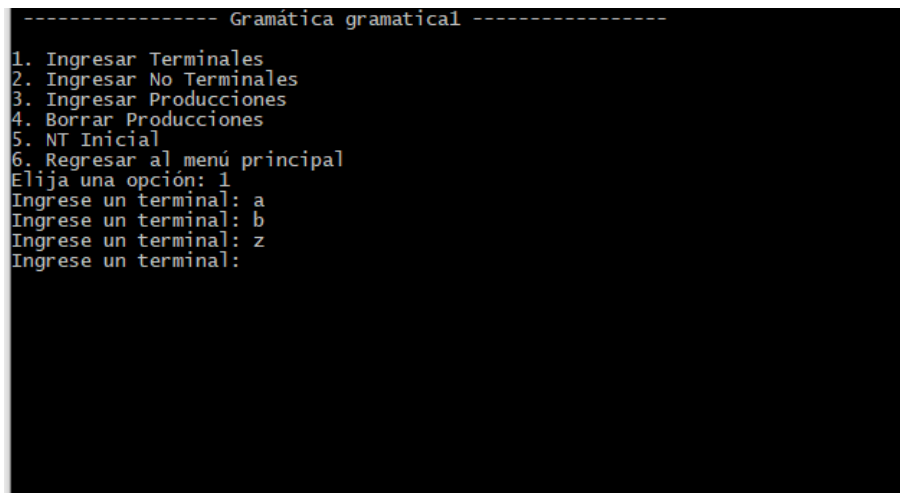 ----------------- Gramática gramatica1 -----------------
1. Ingresar Terminales
2. Ingresar No Terminales
3. Ingresar Producciones
4. Borrar Producciones
5. NT Inicial
6. Regresar al menú principal
Elija una opción: 1
Ingrese un terminal: a
Ingrese un terminal: b
Ingrese un terminal: z
Ingrese un terminal: